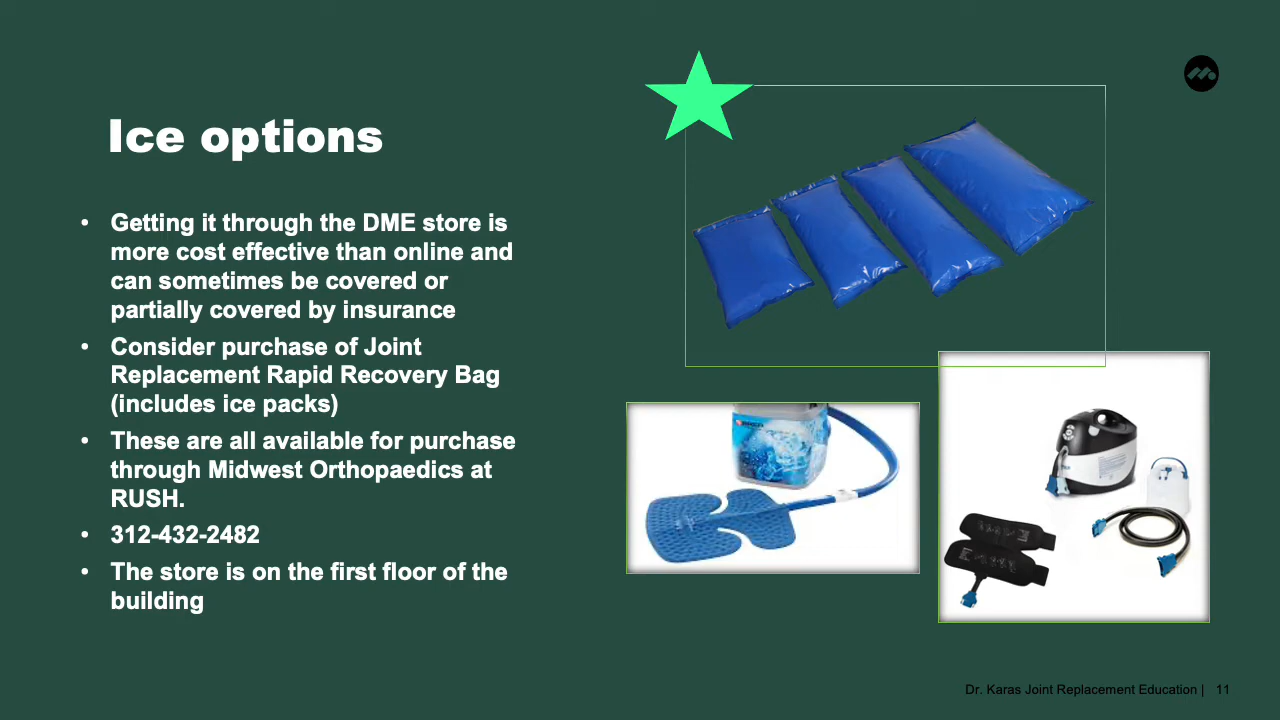 Ice options
• Getting it through the DME store is
more cost effective than online and
can sometimes be covered or
partially covered by insurance
• Consider purchase of Joint
Replacement Rapid Recovery Bag
(includes ice packs)
• These are all available for purchase
through Midwest Orthopaedics at
RUSH.
• 312-432-2482
• The store is on the first floor of the
building
Dr. Karas Joint Replacement Education | 11